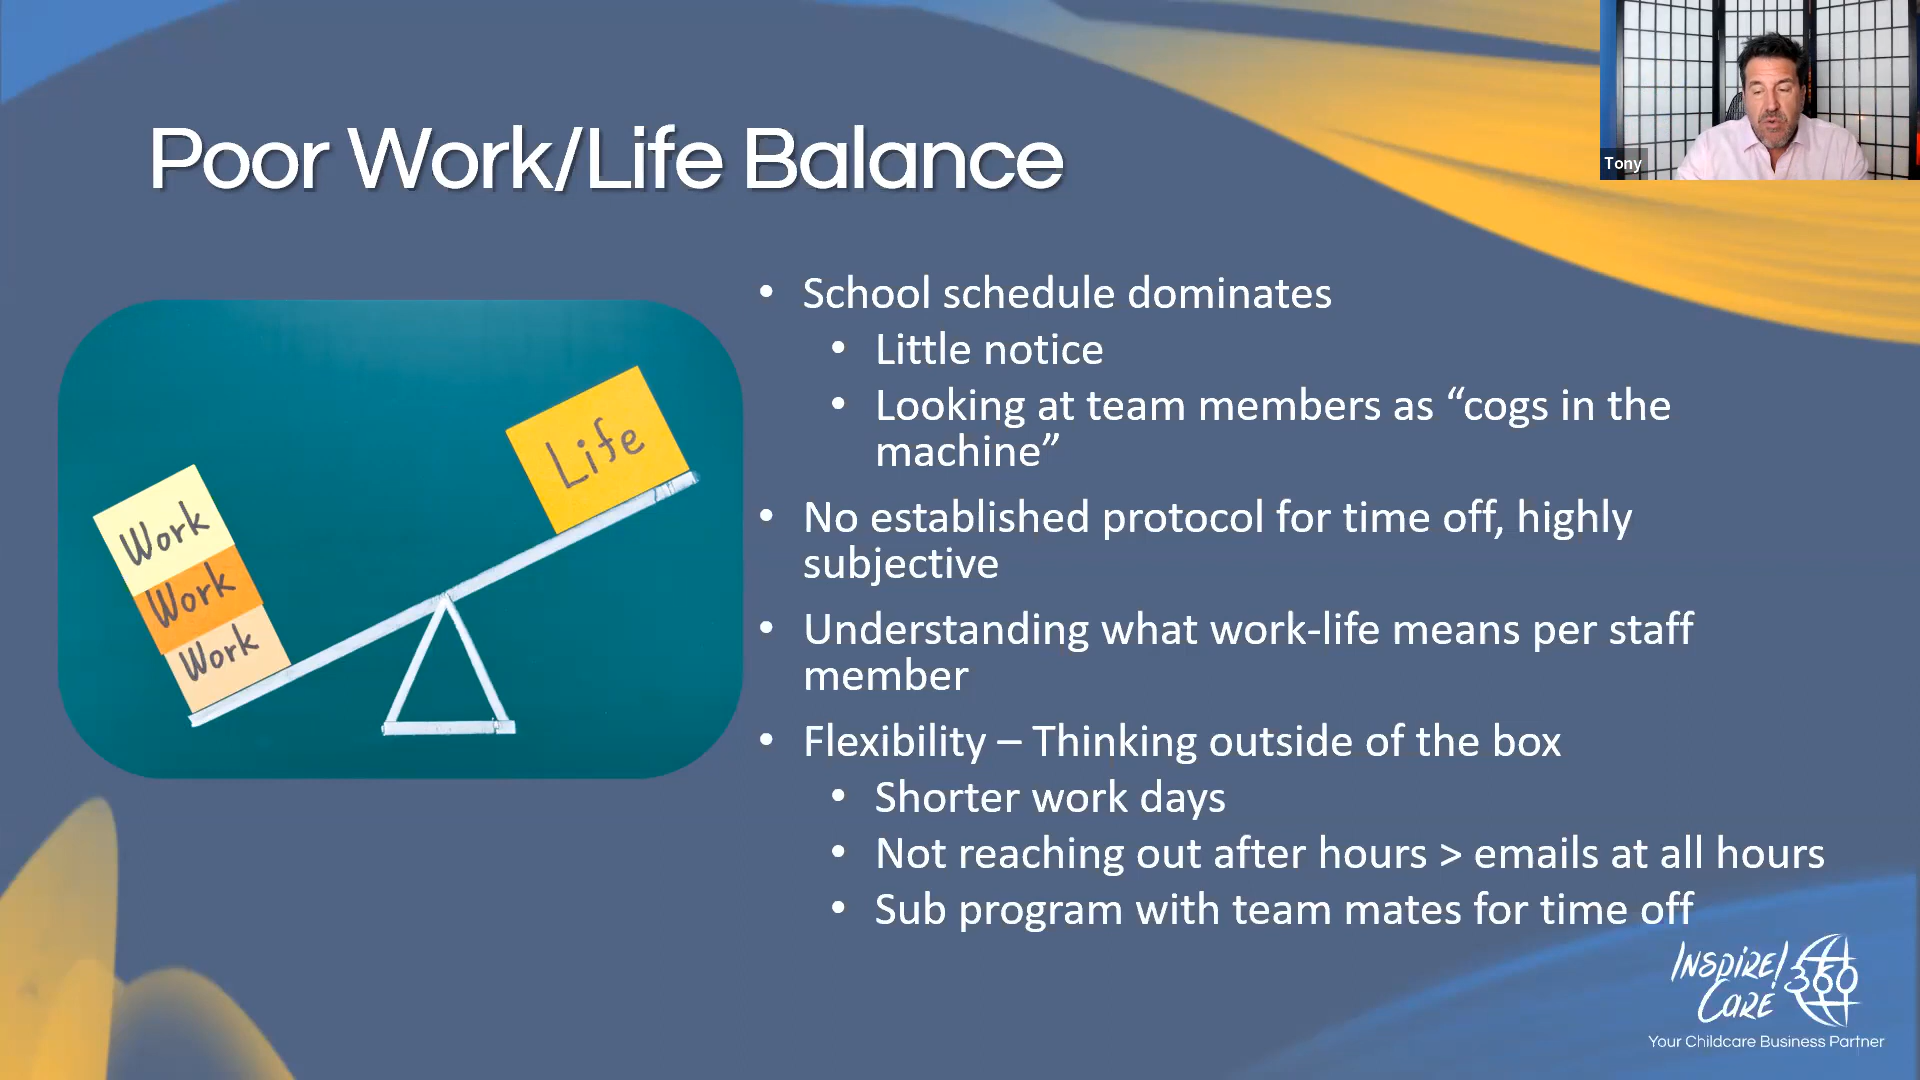 Tony
Poor Work/Life Balance
Work
Work
Work
Life
• School schedule dominates
• Little notice
• Looking at team members as “cogs in the
machine”
• No established protocol for time off, highly
subjective
• Understanding what work-life means per staff
member
• Flexibility – Thinking outside of the box
• Shorter work days
• Not reaching out after hours > emails at all hours
• Sub program with team mates for time off
INSPIRE!
CARE 360
Your Childcare Business Partner